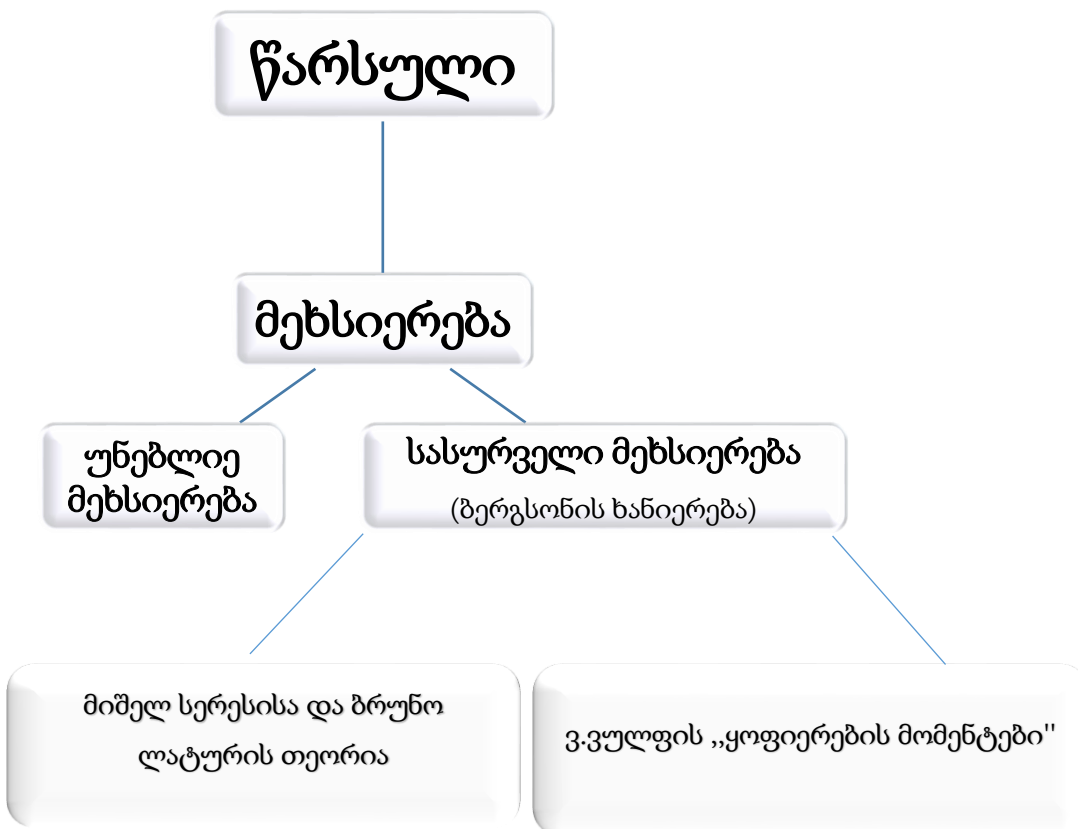 წარსული
მეხსიერება
უნებლიე
მეხსიერება
სასურველი მეხსიერება
(ბერგსონის ხანიერება)
მიშელ სერესისა და ბრუნო
ლატურის თეორია
ვ.ვულფის ,,ყოფიერების მომენტები''